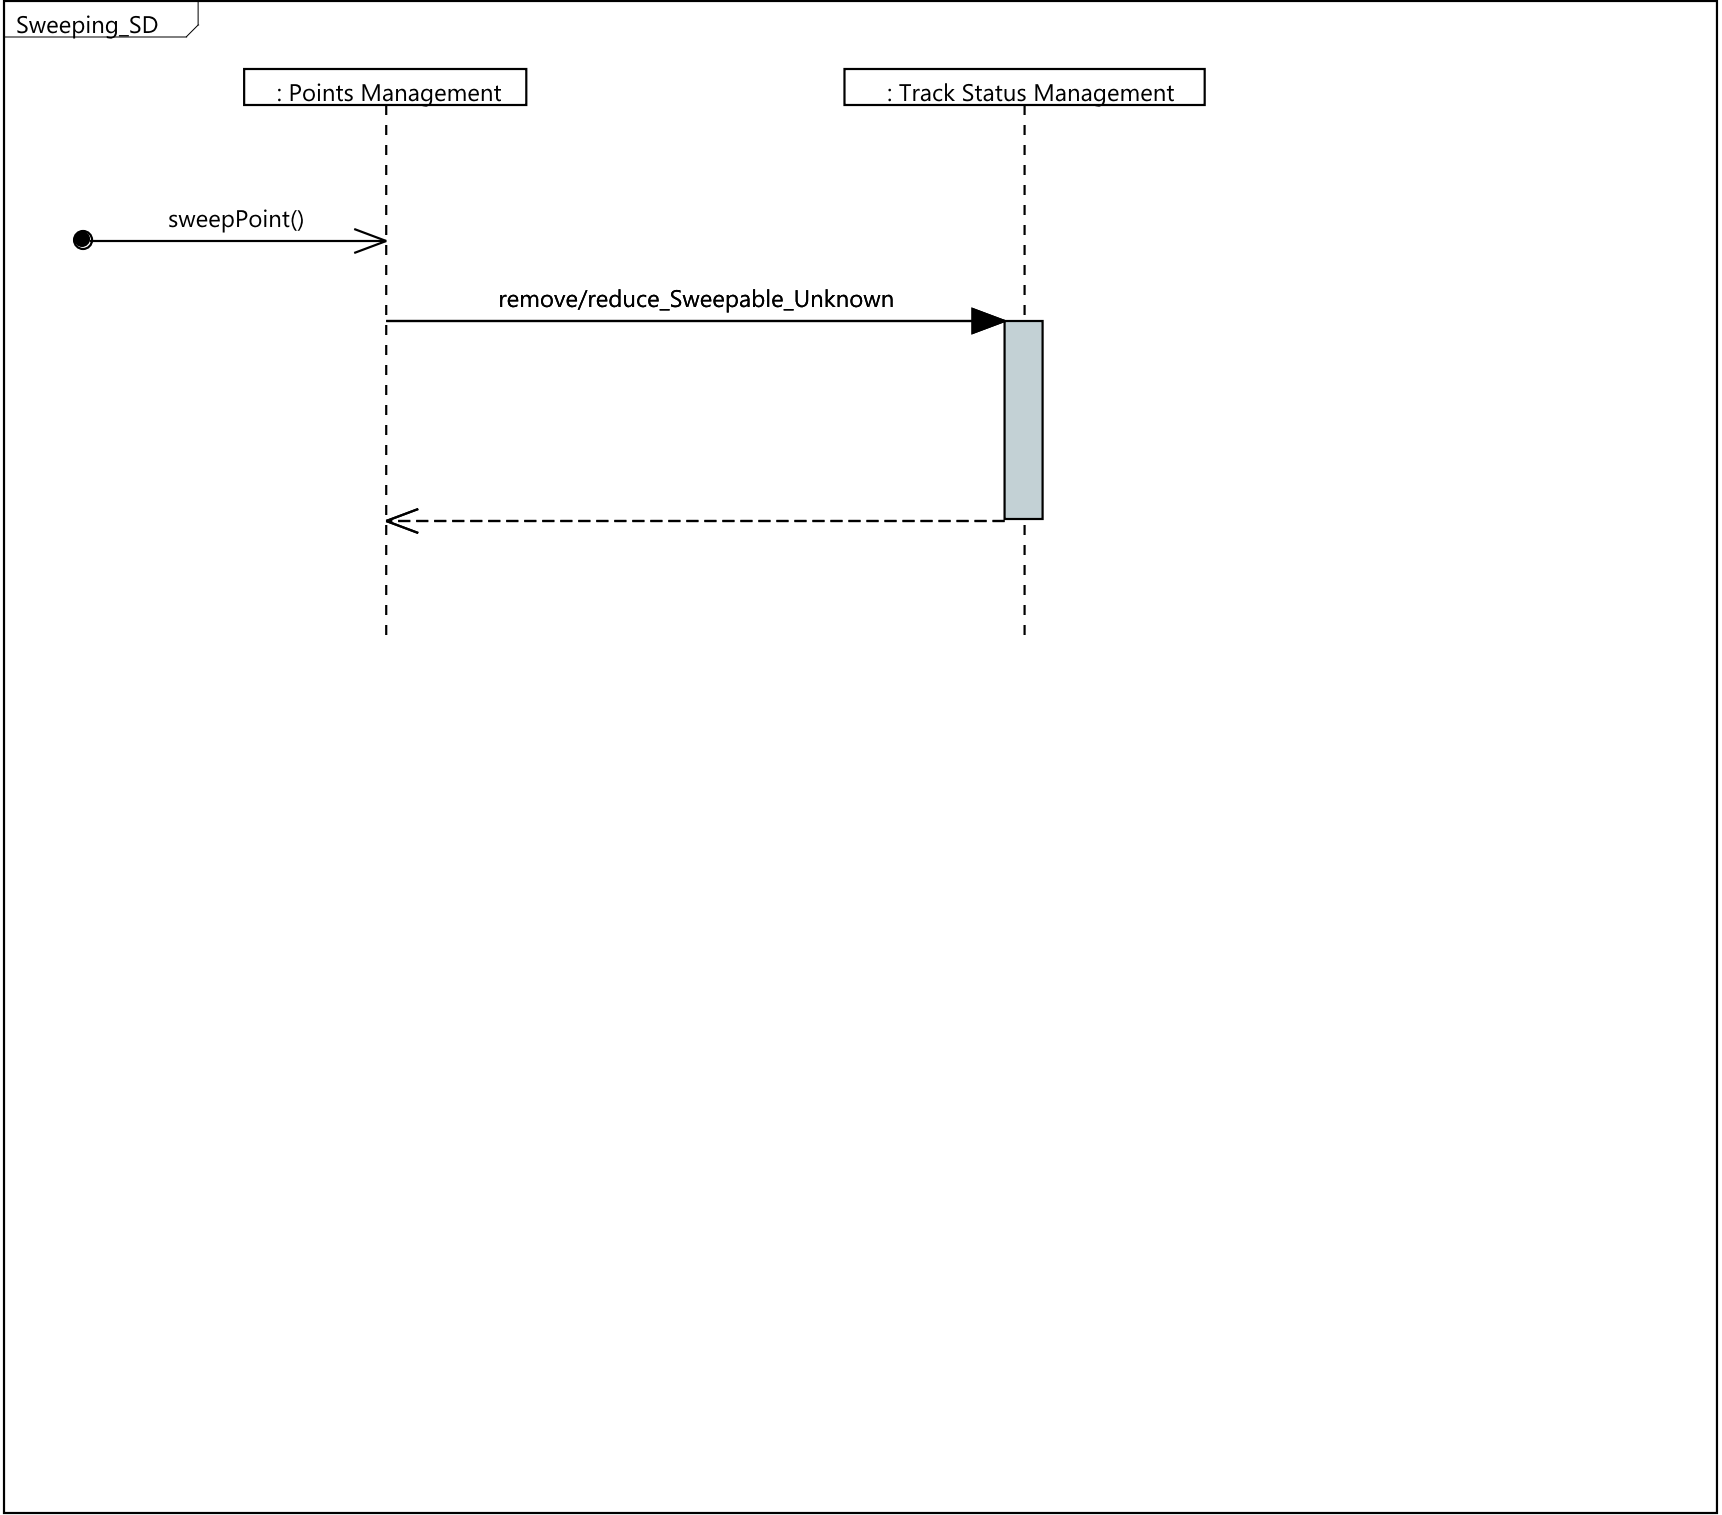 Sweeping_SD
: Points Management
: Track Status Management
sweepPoint()
remove/reduce_Sweepable_Unknown